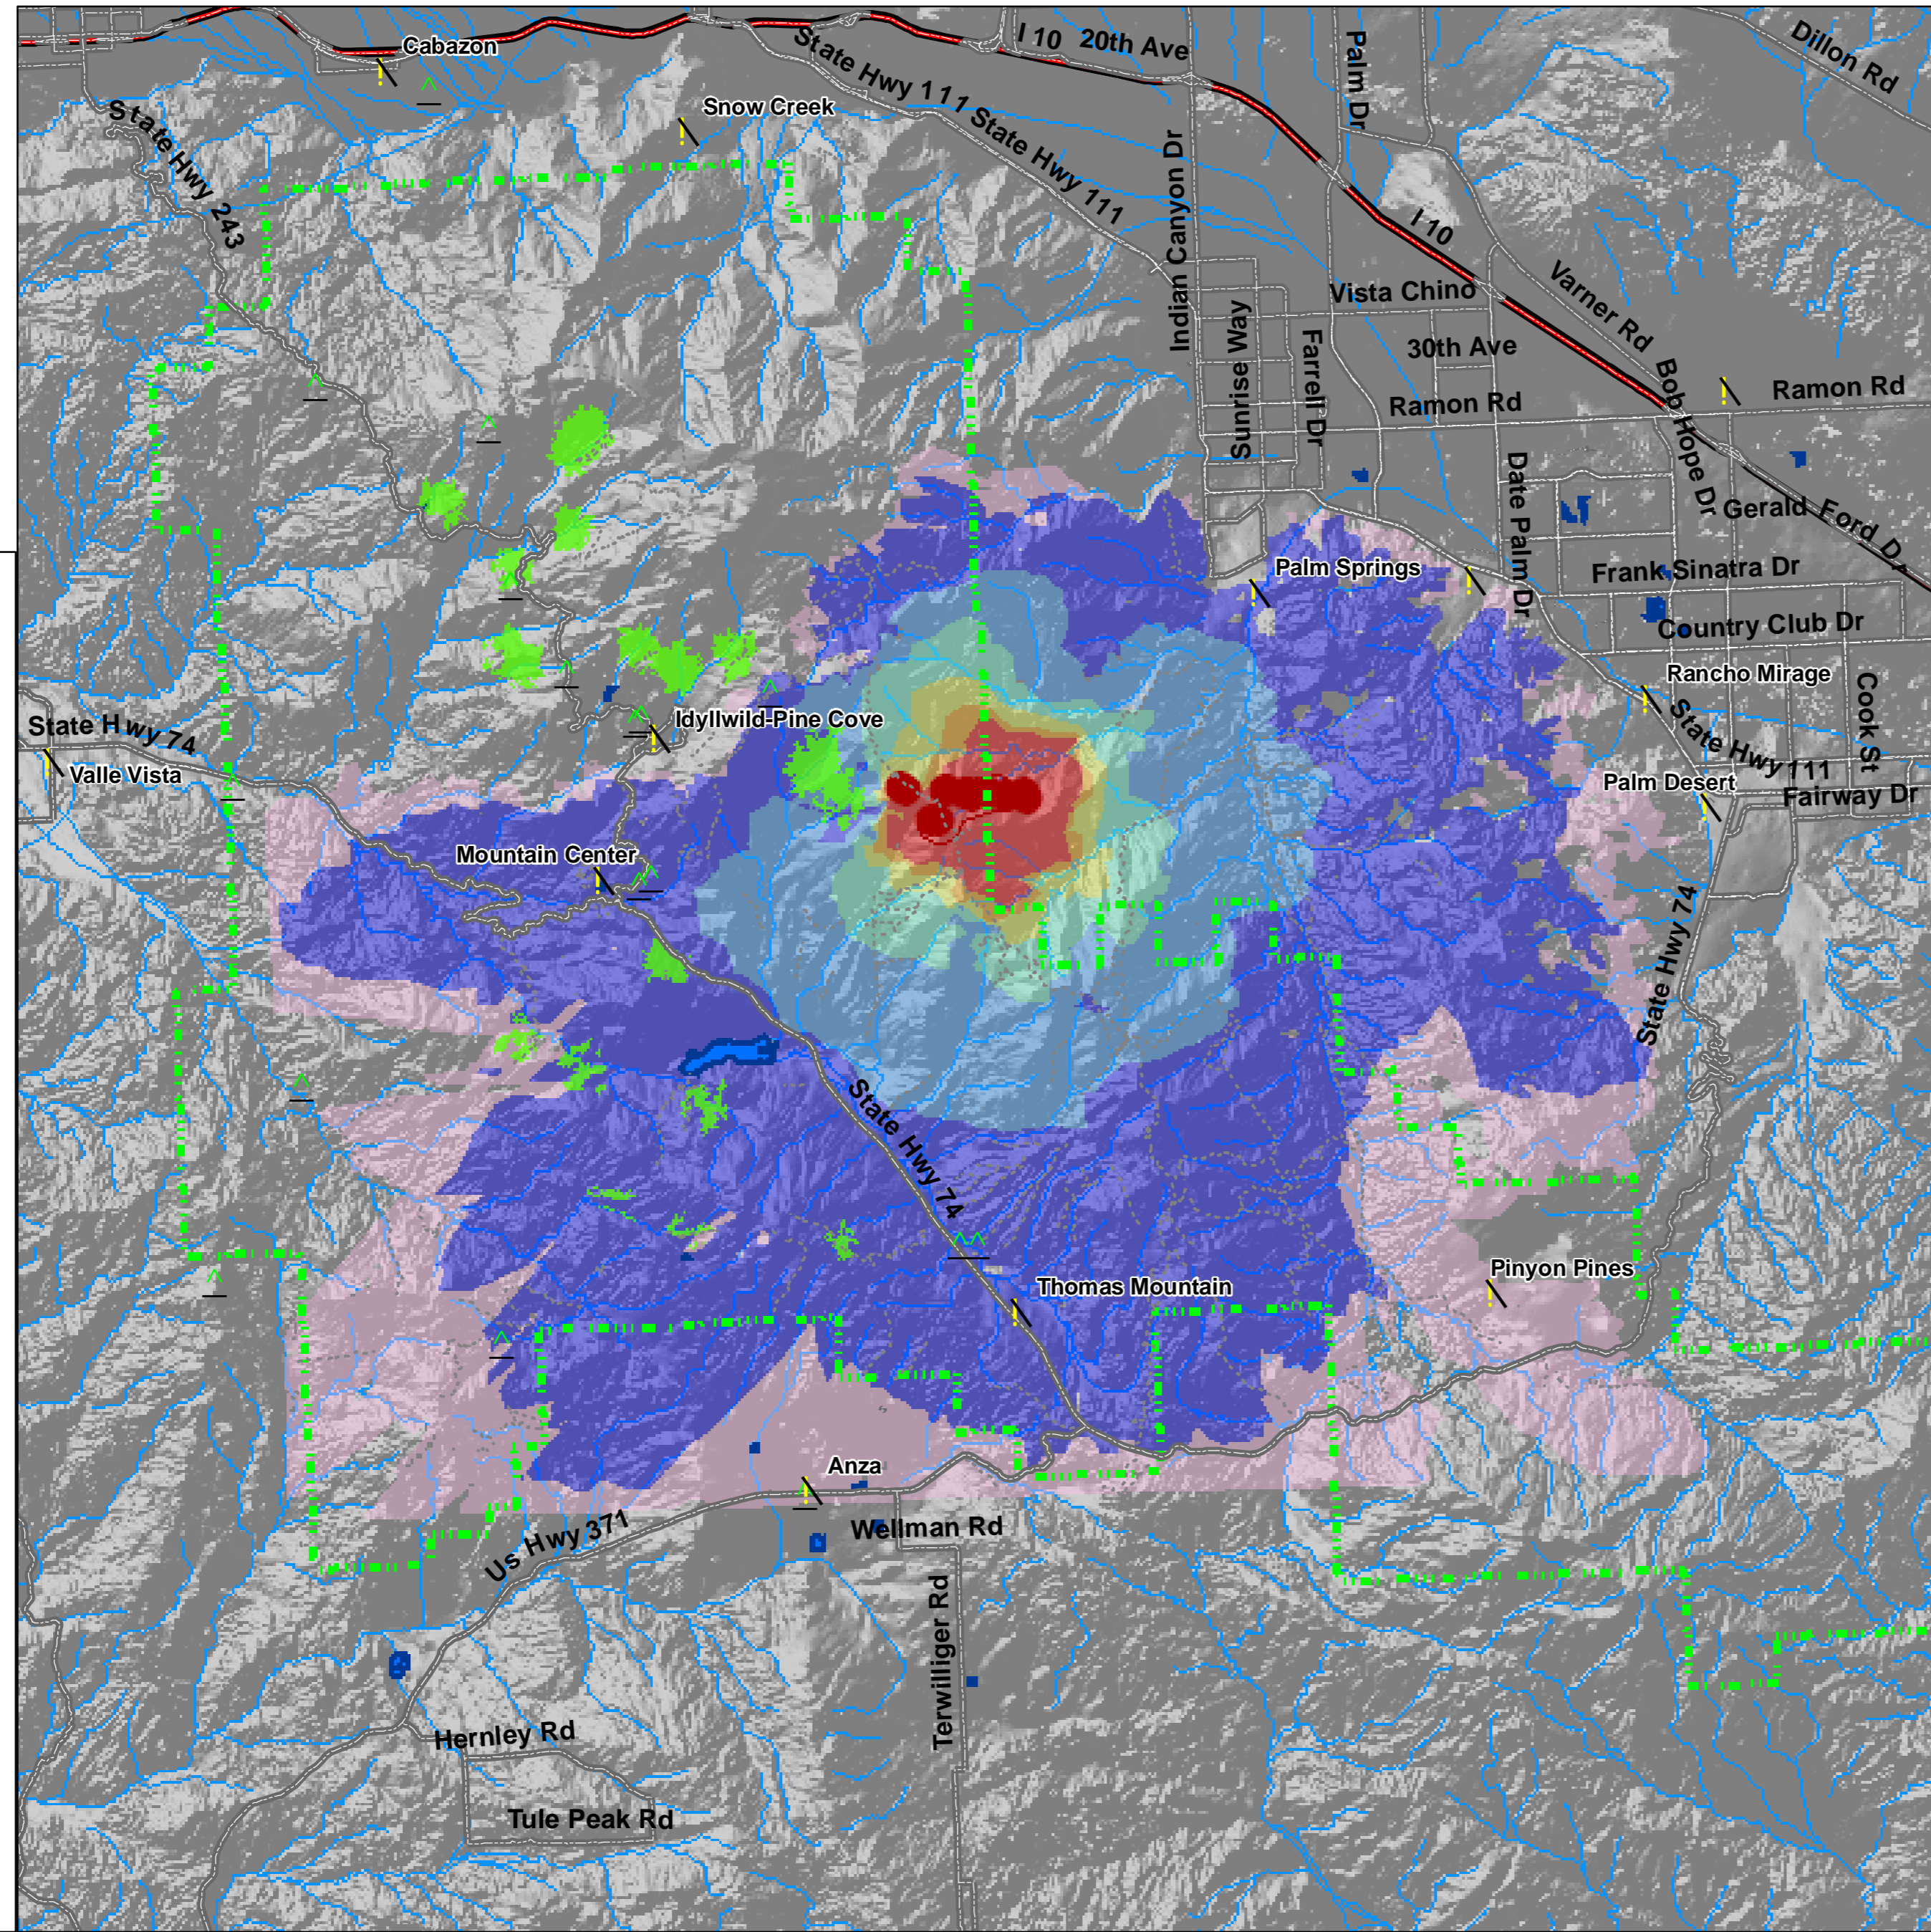 Cabazon
I 10
20th Ave
Palm Dr
Dillon Rd
State Hwy 111
State Hwy 111
Snow Creek
State Hwy 243
Indian Canyon Dr
I 10
Vista Chino
Varner Rd
30th Ave
Sunrise Way
Farrell Dr
Ramon Rd
Ramon Rd
Bob Hope Dr
Date Palm Dr
Gerald Ford Dr
Palm Springs
Frank Sinatra Dr
Country Club Dr
Rancho Mirage
Cook St
State Hwy 74
Idyllwild-Pine Cove
Valle Vista
State Hwy 111
Palm Desert
Fairway Dr
Mountain Center
State Hwy 74
State Hwy 74
Pinyon Pines
Thomas Mountain
Anza
Us Hwy 371
Wellman Rd
Terwilliger Rd
Hernley Rd
Tule Peak Rd